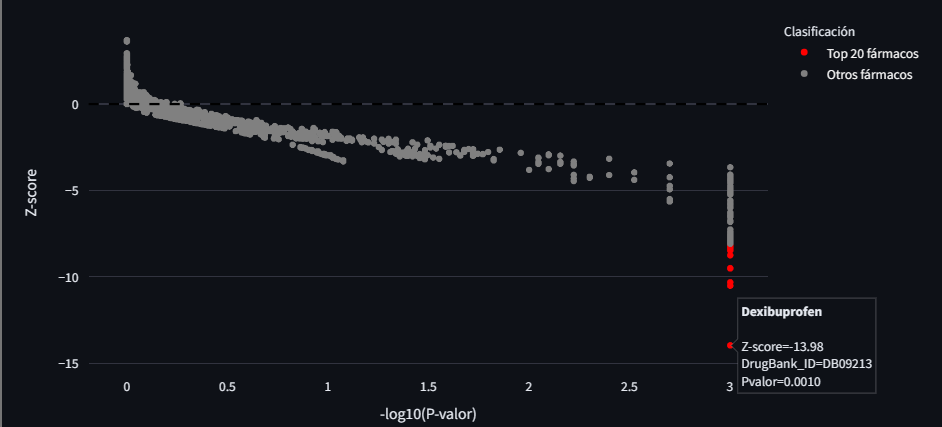 Clasificación
Top 20 fármacos
Otros fármacos
Z-score
0
−5
−10
−15
Dexibuprofen
Z-score=-13.98
DrugBank_ID=DB09213
Pvalor=0.0010
0
0.5
1
1.5
2
2.5
3
-log10(P-valor)